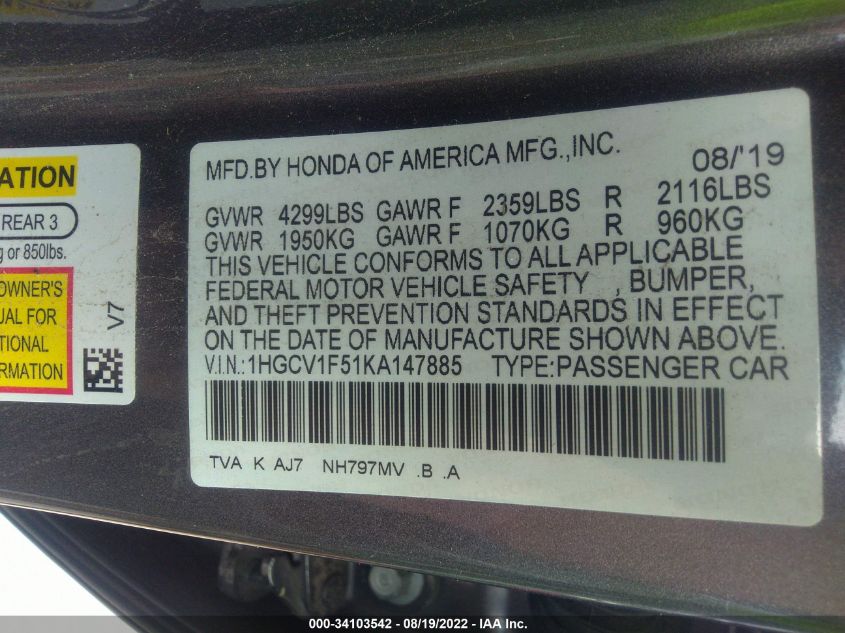 ATION
REAR 3
g or 850lbs.
OWNER'S
UAL FOR
TIONAL
ORMATION
V7
MFD.BY HONDA OF AMERICA MFG.,INC. 08/'19
GVWR 4299LBS GAWR F 2359LBS R 2116LBS
GVWR 1950KG GAWR F 1070KG R 960KG
THIS VEHICLE CONFORMS TO ALL APPLICABLE
FEDERAL MOTOR VEHICLE SAFETY , BUMPER,
AND THEFT PREVENTION STANDARDS IN EFFECT
ON THE DATE OF MANUFACTURE SHOWN ABOVE.
V.I.N.:1HGCV1F51KA147885 TYPE:PASSENGER CAR
TVA K AJ7 NH797MV .B .A
000-34103542 - 08/19/2022 - IAA Inc.